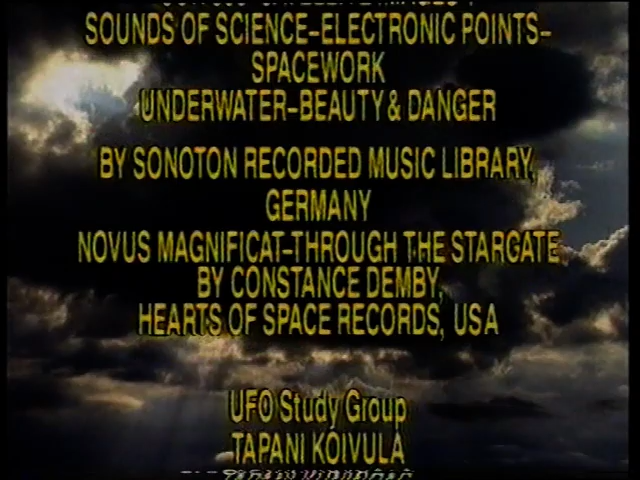 SOUNDS OF SCIENCE-ELECTRONIC POINTS-
SPACEWORK
UNDERWATER-BEAUTY & DANGER
BY SONOTON RECORDED MUSIC LIBRARY,
GERMANY
NOVUS MAGNIFICAT-THROUGH THE STARGATE
BY CONSTANCE DEMBY,
HEARTS OF SPACE RECORDS, USA
UFO Study Group
TAPANI KOIVULA